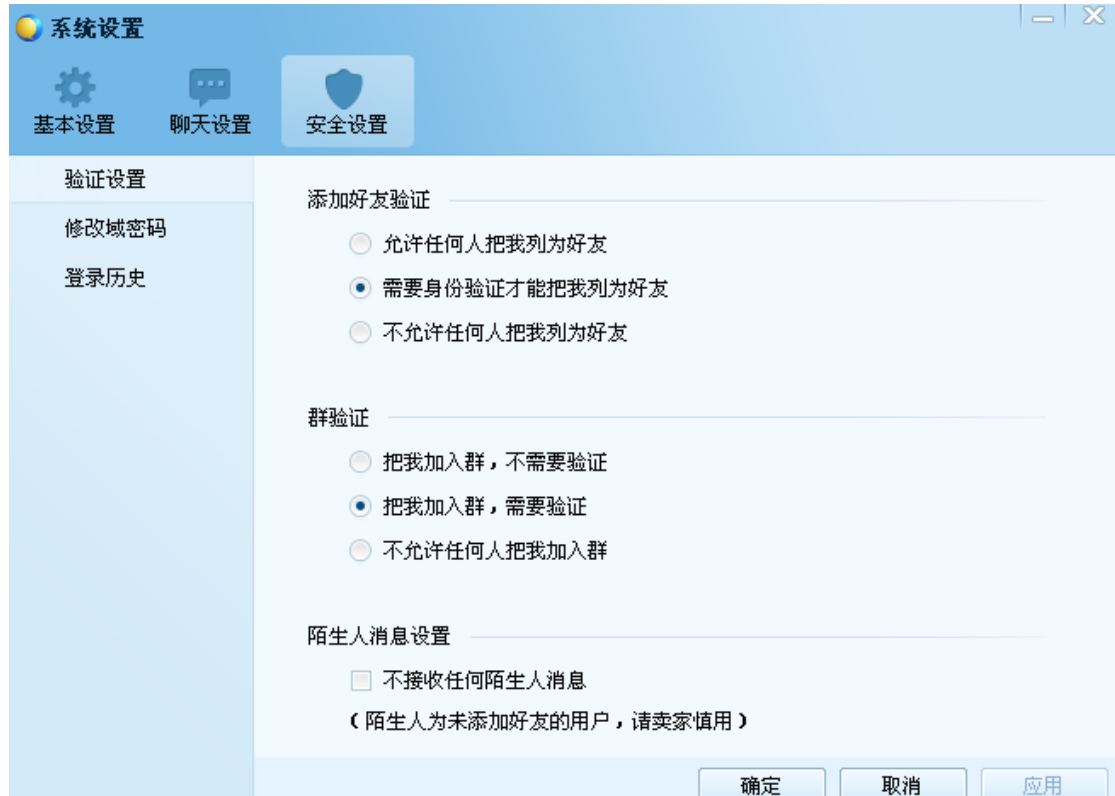 系统设置
基本设置 聊天设置 安全设置
验证设置
修改域密码
登录历史
添加好友验证
允许任何人把我列为好友
需要身份验证才能把我列为好友
不允许任何人把我列为好友
群验证
把我加入群，不需要验证
把我加入群，需要验证
不允许任何人把我加入群
陌生人消息设置
不接收任何陌生人消息
（陌生人为未添加好友的用户，请卖家慎用）
确定 取消 应用